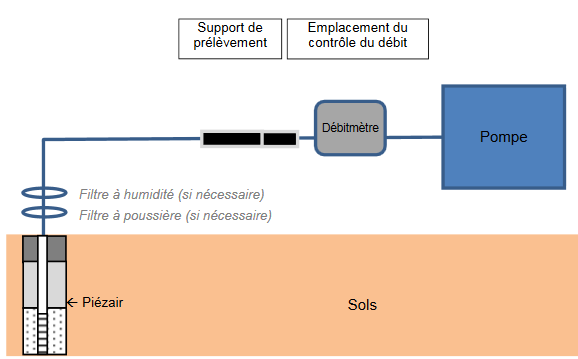 Support de
prélèvement
Emplacement du
contrôle du débit
Débitmètre
Pompe
Filtre à humidité (si nécessaire)
Filtre à poussière (si nécessaire)
← Piézair
Sols